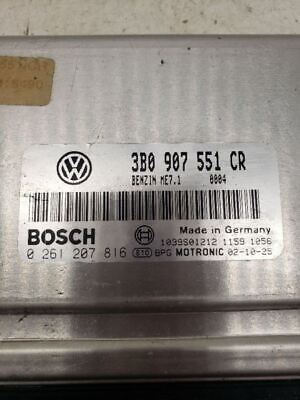 3B0 907 551 CR
BENZIN ME7.1 0004
Made in Germany
BOSCH
1039S01212 1159 1056
0 261 207 816 E10 BPG MOTRONIC 02-10-25